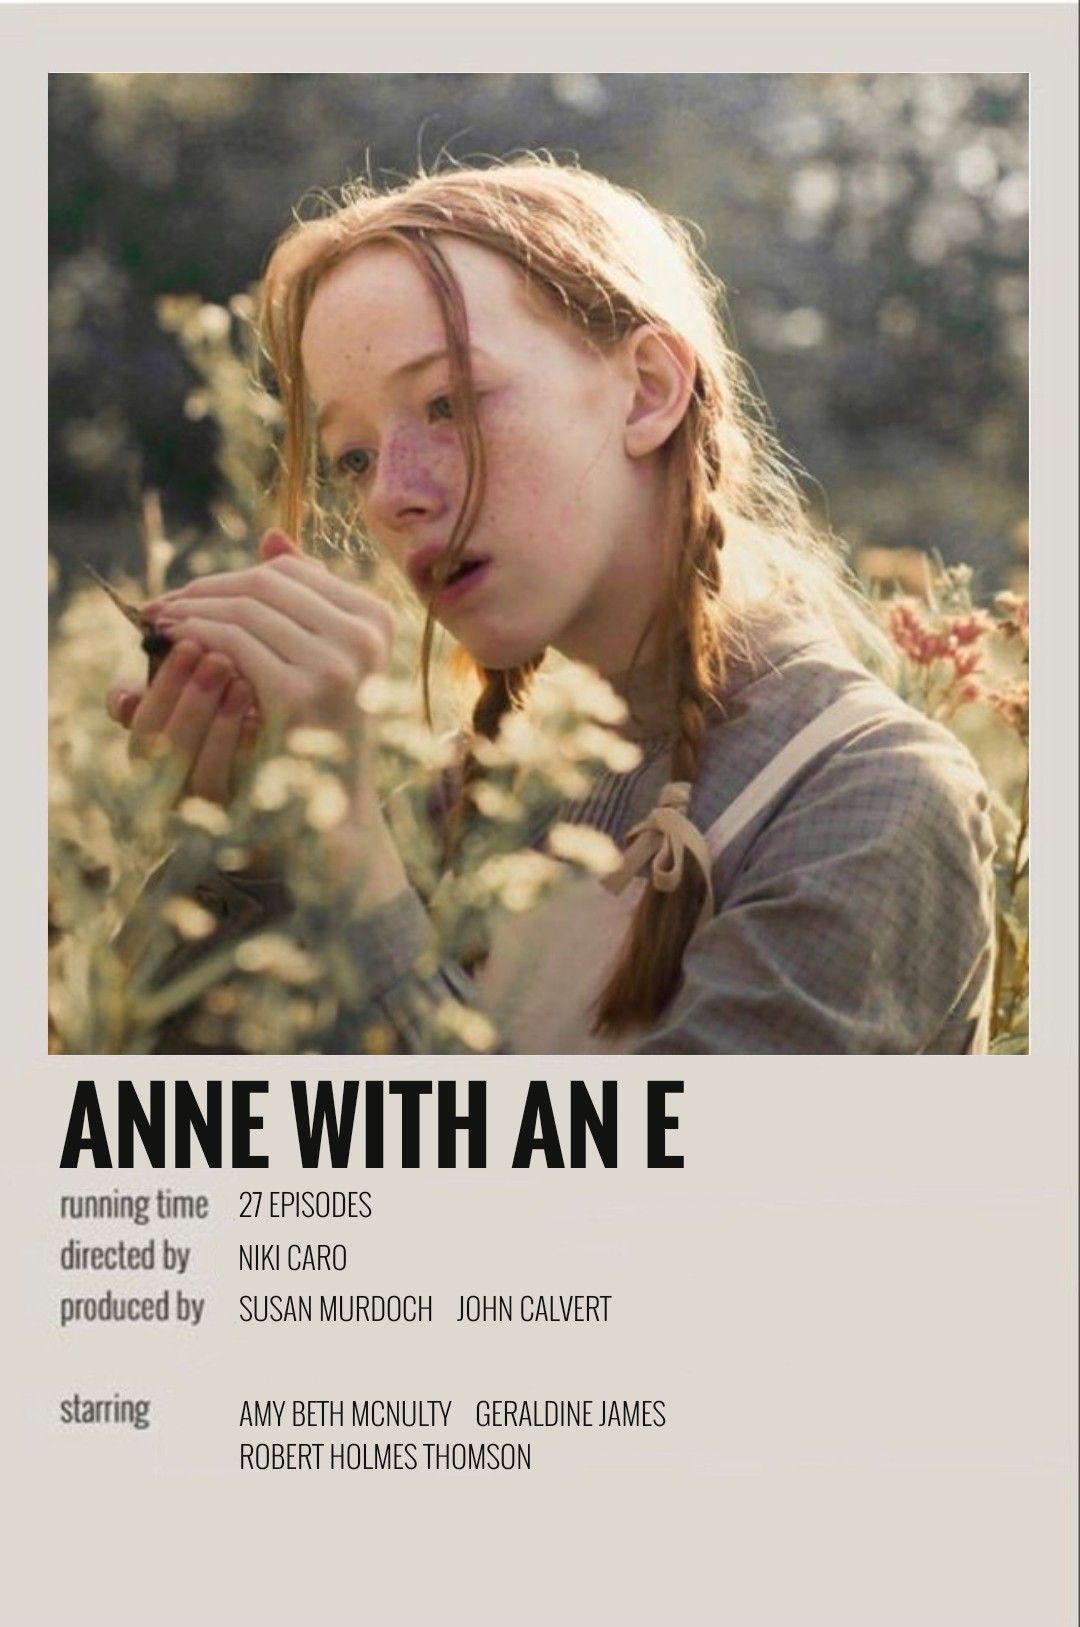 ANNE WITH AN E
running time 27 EPISODES
directed by NIKI CARO
produced by SUSAN MURDOCH JOHN CALVERT
starring AMY BETH MCNULTY GERALDINE JAMES
ROBERT HOLMES THOMSON